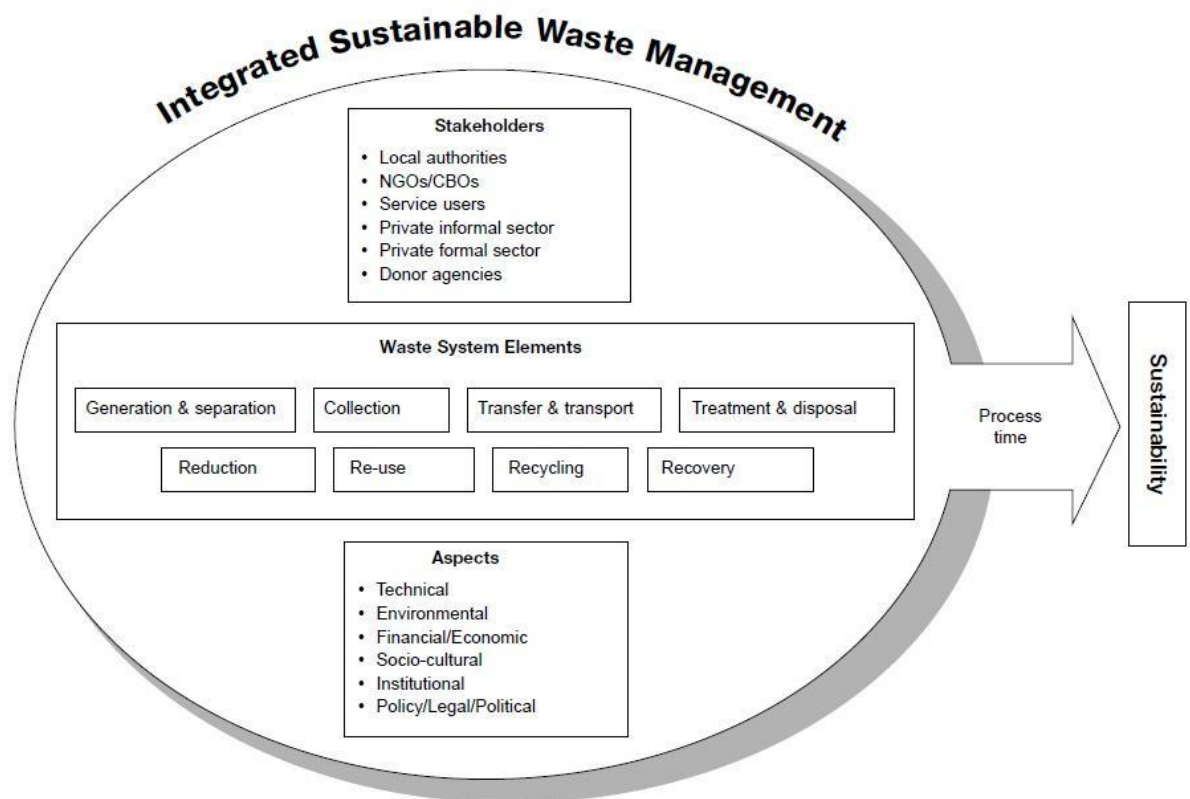 Integrated Sustainable Waste Management
Stakeholders
• Local authorities
• NGOs/CBOs
• Service users
• Private informal sector
• Private formal sector
• Donor agencies
Waste System Elements
Generation & separation
Collection
Transfer & transport
Treatment & disposal
Reduction
Re-use
Recycling
Recovery
Aspects
• Technical
• Environmental
• Financial/Economic
• Socio-cultural
• Institutional
• Policy/Legal/Political
Process
time
Sustainability